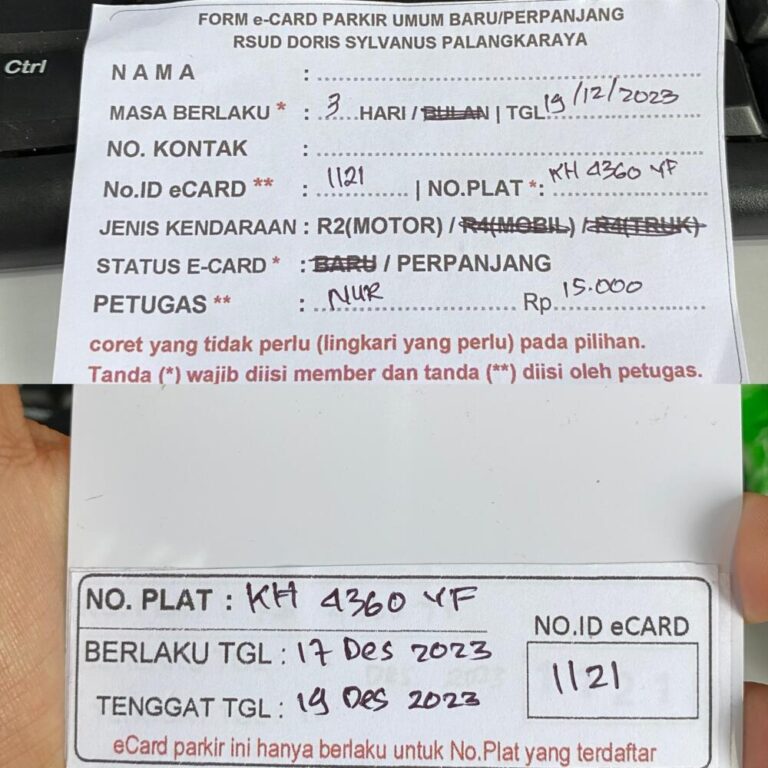 Ctrl
FORM e-CARD PARKIR UMUM BARU/PERPANJANG
RSUD DORIS SYLVANUS PALANGKARAYA
NAMA :
MASA BERLAKU * : 3 HARI / BULAN | TGL 19/12/2023
NO. KONTAK :
No.ID eCARD ** : 1121 | NO.PLAT *: KH 4360 YF
JENIS KENDARAAN : R2(MOTOR) / R4(MOBIL) / R4(TRUK)
STATUS E-CARD * : BARU / PERPANJANG
PETUGAS ** : NUR Rp 15.000
coret yang tidak perlu (lingkari yang perlu) pada pilihan.
Tanda (*) wajib diisi member dan tanda (**) diisi oleh petugas.
NO. PLAT : KH 4360 YF
NO.ID eCARD
BERLAKU TGL : 17 Des 2023
1121
TENGGAT TGL : 19 Des 2023
eCard parkir ini hanya berlaku untuk No.Plat yang terdaftar